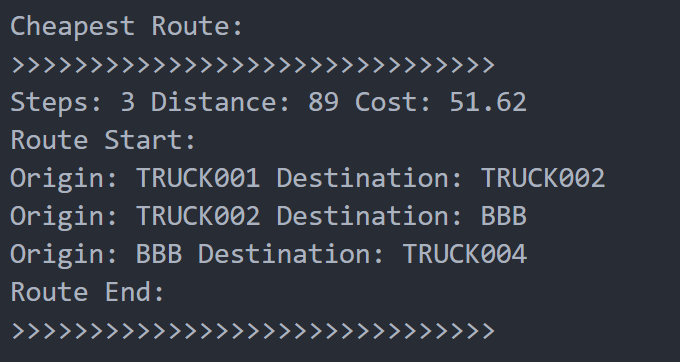 Cheapest Route:
>>>>>>>>>>>>>>>>>>>>>>>>>>>>>>>
Steps: 3 Distance: 89 Cost: 51.62
Route Start:
Origin: TRUCK001 Destination: TRUCK002
Origin: TRUCK002 Destination: BBB
Origin: BBB Destination: TRUCK004
Route End:
>>>>>>>>>>>>>>>>>>>>>>>>>>>>>>>